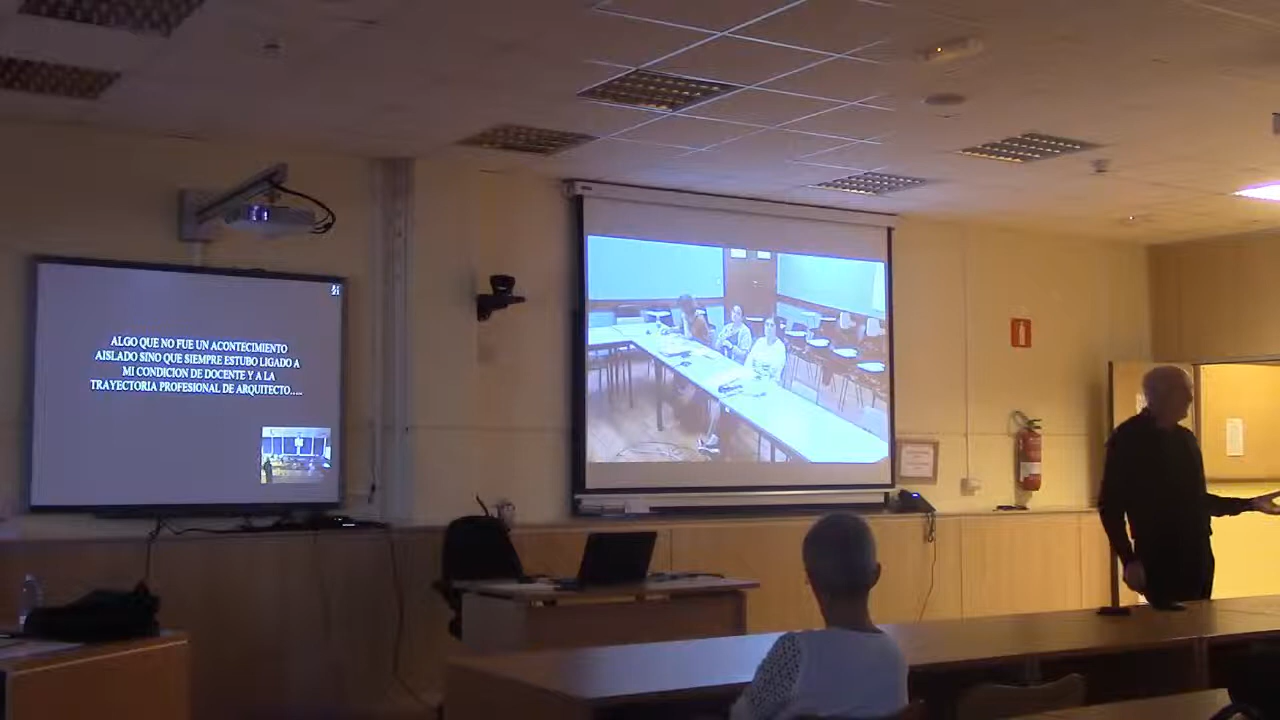 ALGO QUE NO FUE UN ACONTECIMIENTO
AISLADO SINO QUE SIEMPRE ESTUBO LIGADO A
MI CONDICION DE DOCENTE Y A LA
TRAYECTORIA PROFESIONAL DE ARQUITECTO.....